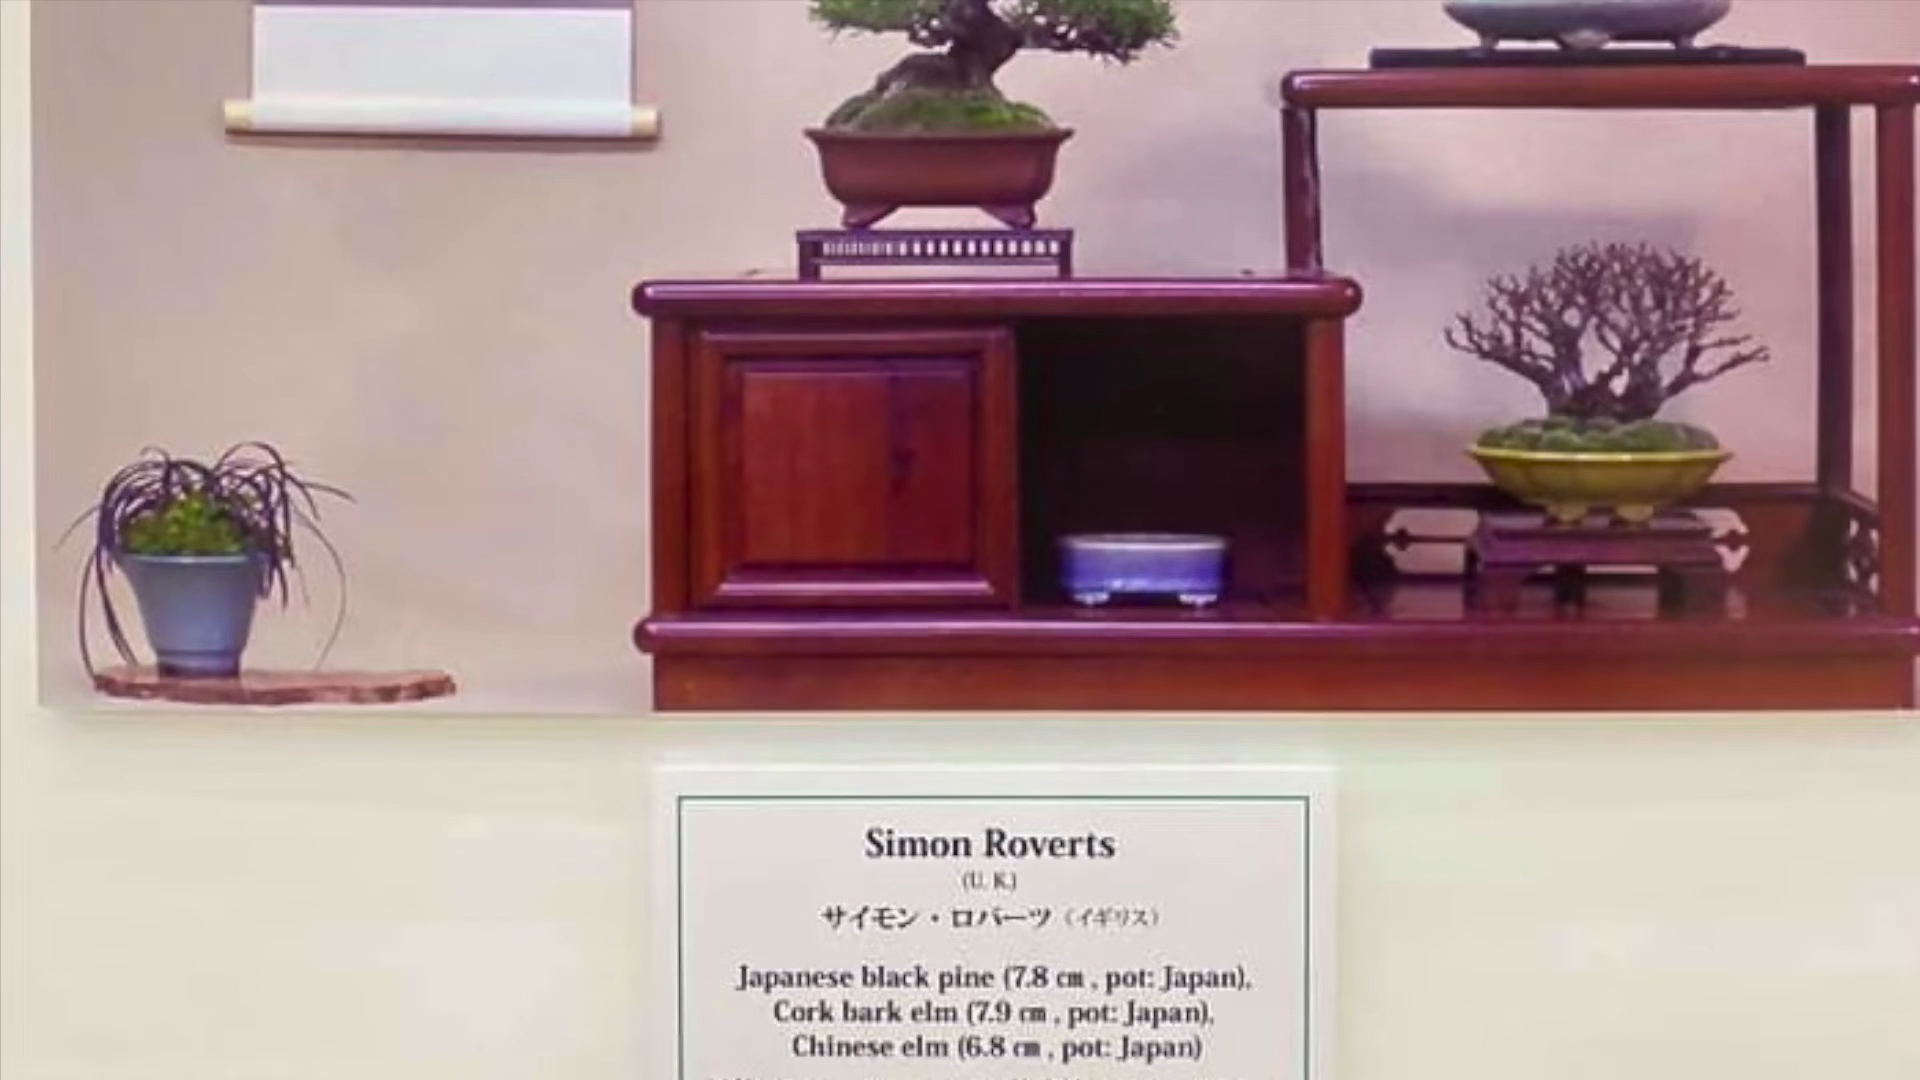 Simon Roverts
(U. K.)
サイモン・ロバーツ（イギリス）
Japanese black pine (7.8 ㎝ , pot: Japan),
Cork bark elm (7.9 ㎝ , pot: Japan),
Chinese elm (6.8 ㎝ , pot: Japan)